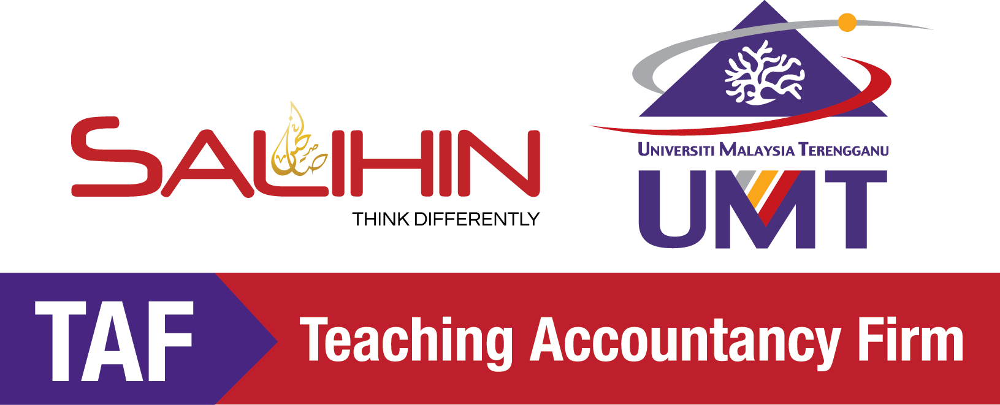 SALIHIN
THINK DIFFERENTLY
UNIVERSITI MALAYSIA TERENGGANU
UMT
TAF
Teaching Accountancy Firm